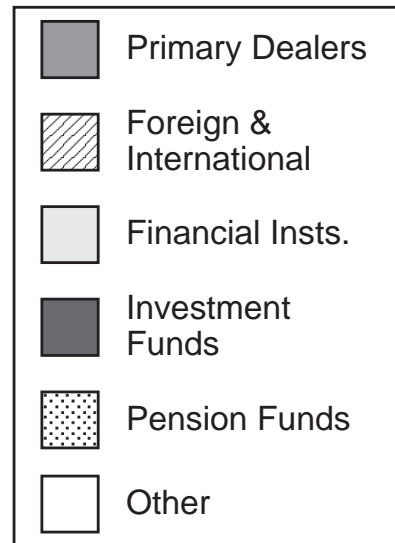 Primary Dealers
Foreign &
International
Financial Insts.
Investment
Funds
Pension Funds
Other